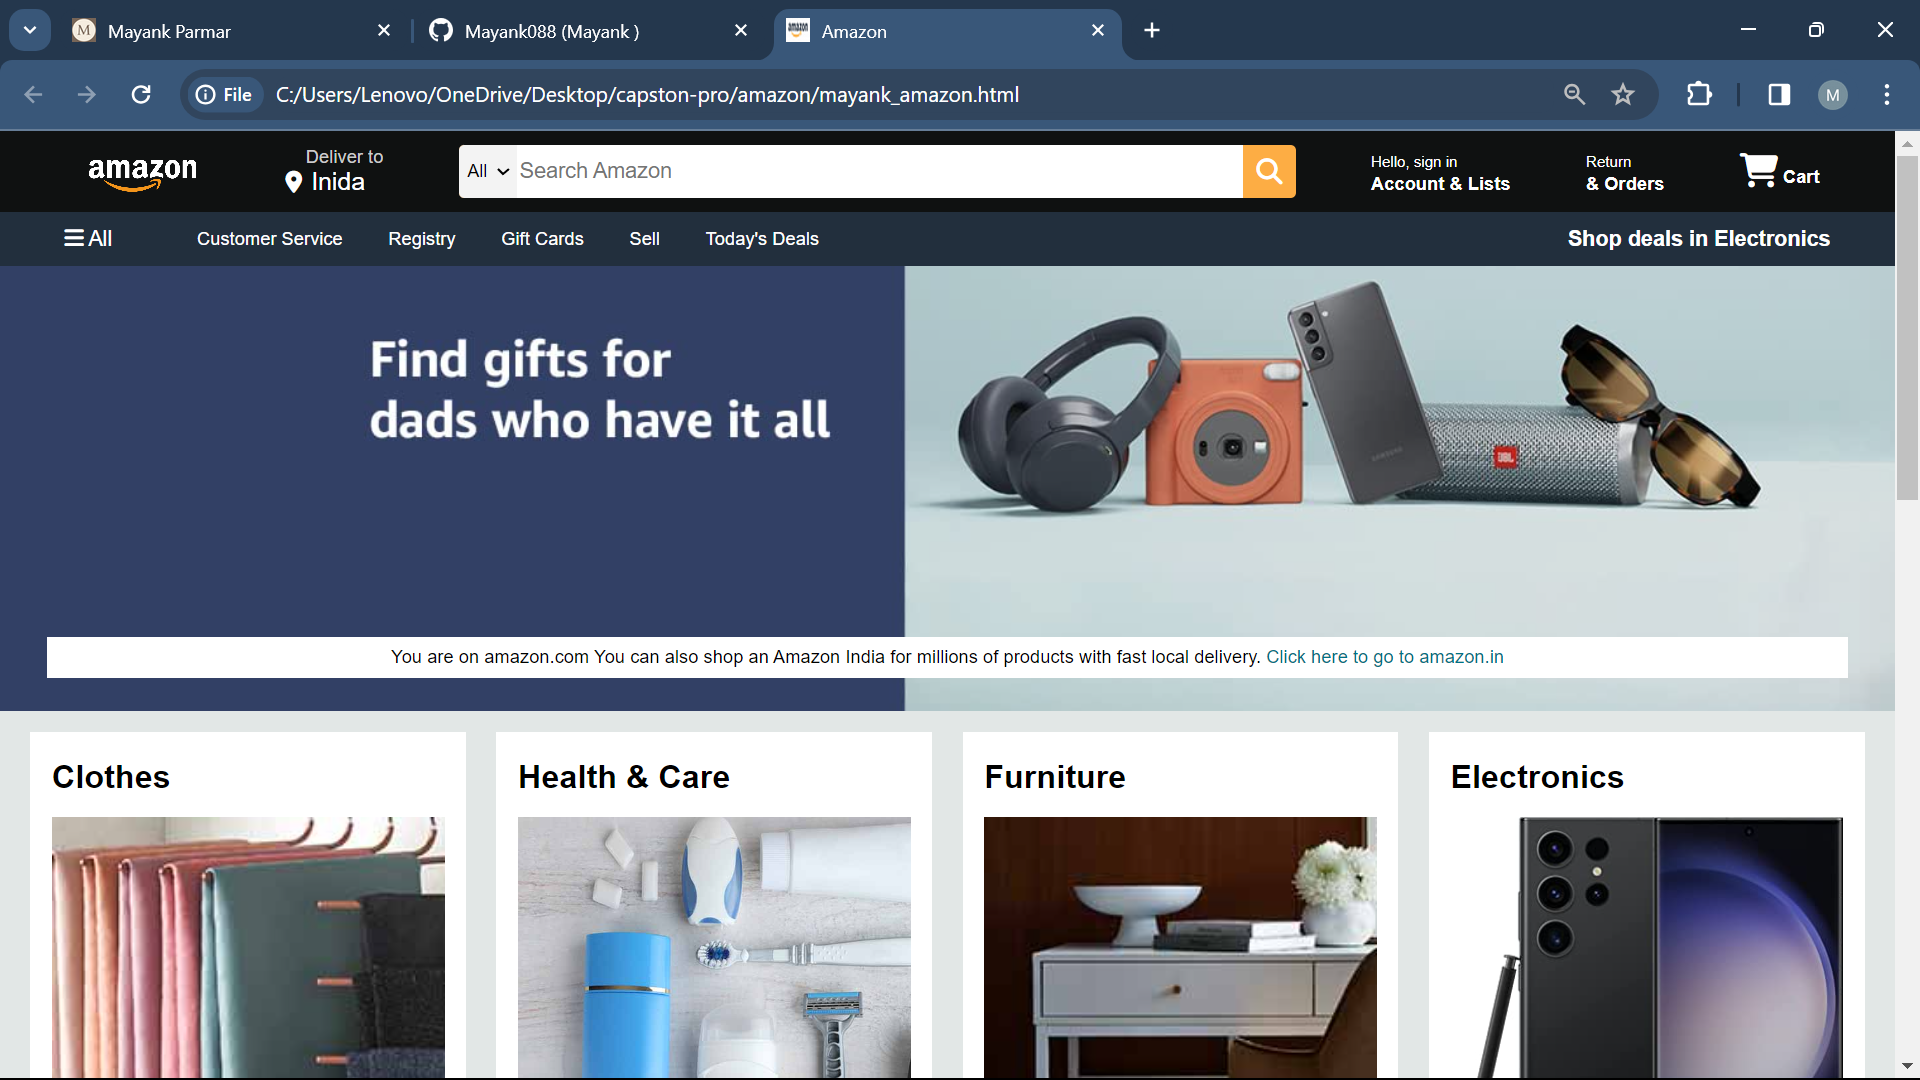 Mayank Parmar
Mayank088 (Mayank )
Amazon
File
C:/Users/Lenovo/OneDrive/Desktop/capston-pro/amazon/mayank_amazon.html
M
amazon
Deliver to
Inida
All
Search Amazon
Hello, sign in
Account & Lists
Return
& Orders
Cart
All
Customer Service
Registry
Gift Cards
Sell
Today's Deals
Shop deals in Electronics
Find gifts for
dads who have it all
SAMSUNG
JBL
You are on amazon.com You can also shop an Amazon India for millions of products with fast local delivery. Click here to go to amazon.in
Clothes
Health & Care
Furniture
Electronics